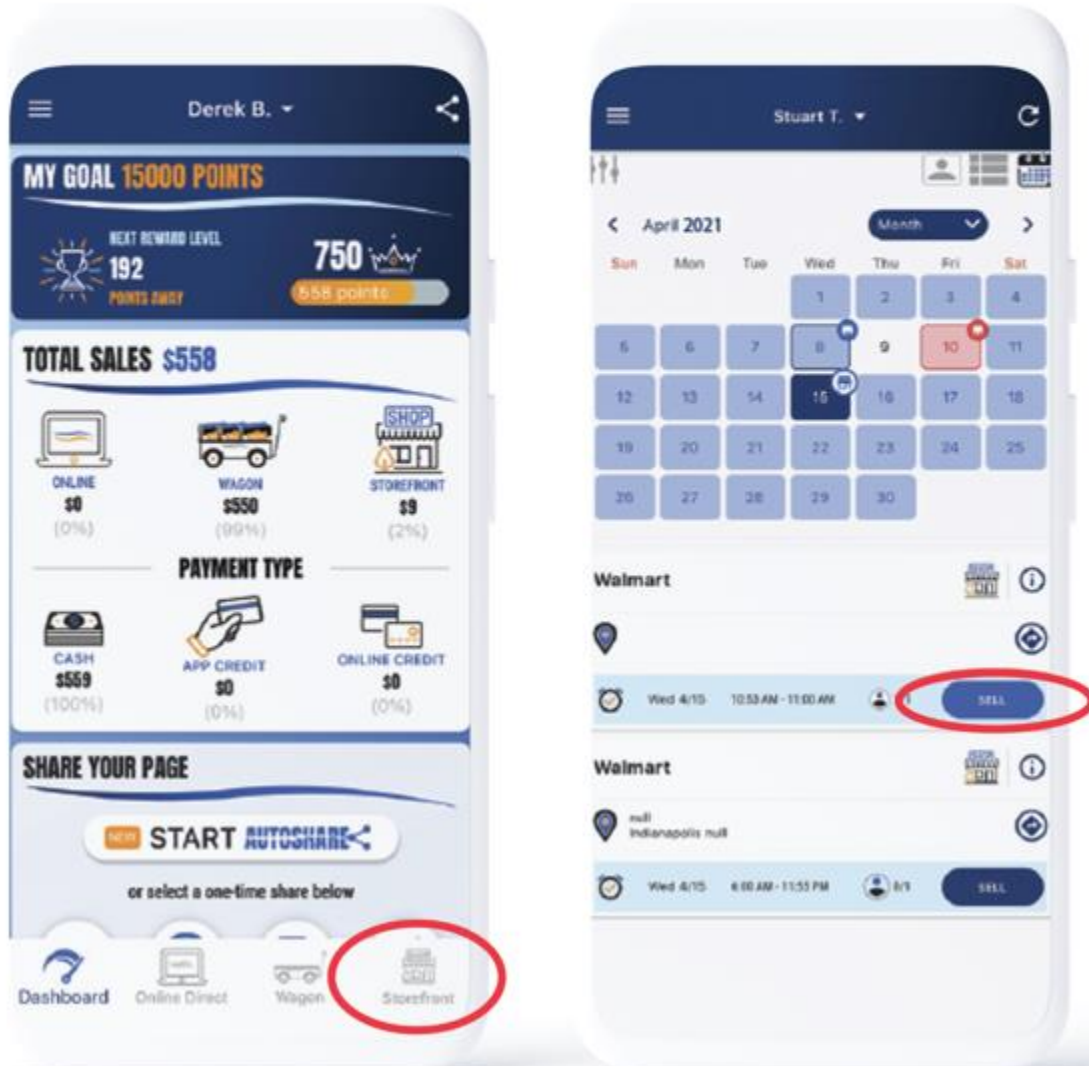 Derek B.
MY GOAL 15000 POINTS
NEXT REWARD LEVEL
192
POINTS AWAY
750
558 points
TOTAL SALES $558
SHOP
ONLINE
$0
(0%)
WAGON
$550
(99%)
STOREFRONT
$9
(2%)
PAYMENT TYPE
CASH
$559
(100%)
APP CREDIT
$0
(0%)
ONLINE CREDIT
$0
(0%)
SHARE YOUR PAGE
NEW START AUTOSHARE
or select a one-time share below
Dashboard Online Direct Wagon Storefront
Stuart T.
April 2021 Month
Sun Mon Tue Wed Thu Fri Sat
1 2 3 4
5 6 7 8 9 10 11
12 13 14 15 16 17 18
19 20 21 22 23 24 25
26 27 28 29 30
Walmart
Wed 4/15 10:53 AM - 11:00 AM SELL
Walmart
null
Indianapolis null
Wed 4/15 6:00 AM - 11:55 PM 0/1 SELL